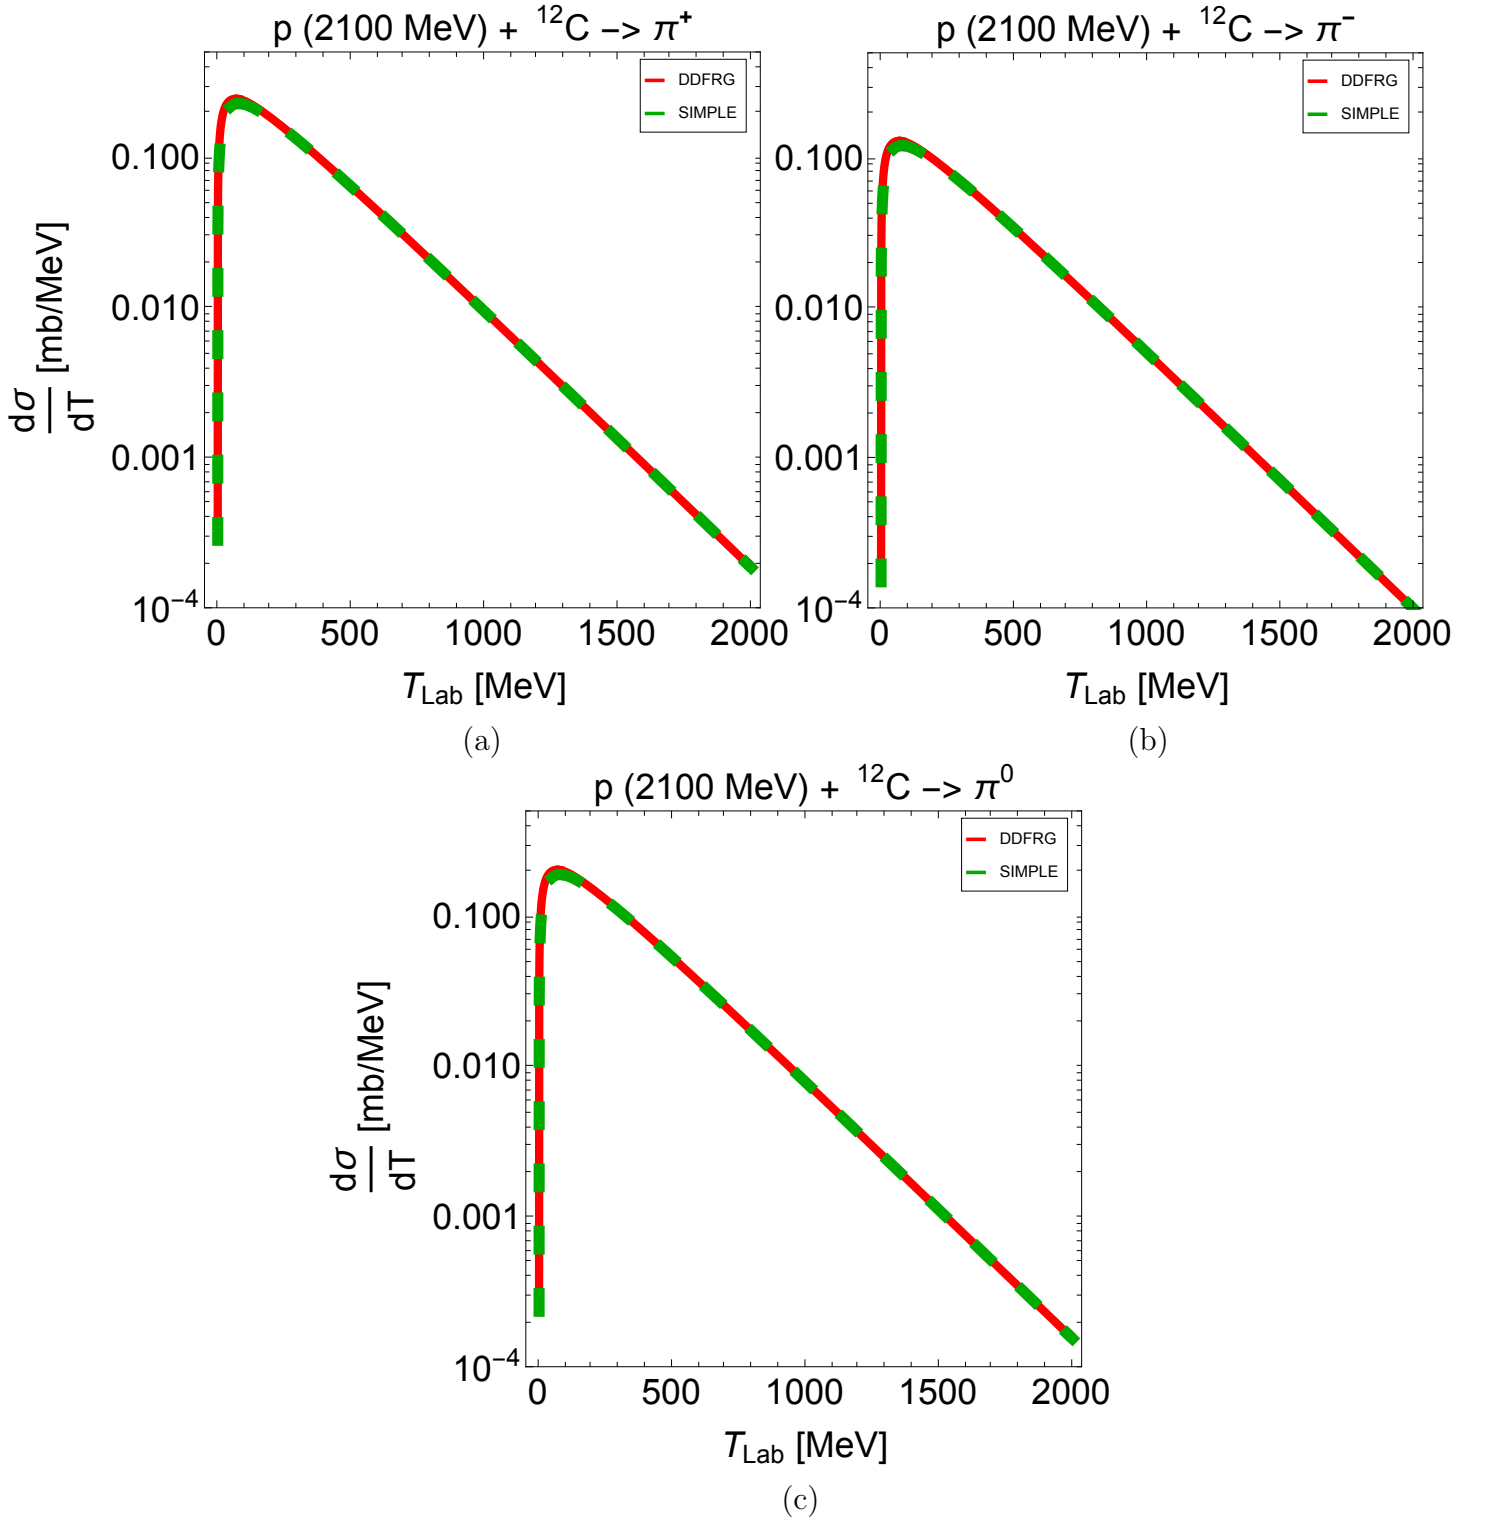 p (2100 MeV) + ¹²C −> π⁺
DDFRG
SIMPLE
dσ/dT [mb/MeV]
0.100
0.010
0.001
10⁻⁴
0 500 1000 1500 2000
T_Lab [MeV]
(a)
p (2100 MeV) + ¹²C −> π⁻
DDFRG
SIMPLE
0.100
0.010
0.001
10⁻⁴
0 500 1000 1500 2000
T_Lab [MeV]
(b)
p (2100 MeV) + ¹²C −> π⁰
DDFRG
SIMPLE
dσ/dT [mb/MeV]
0.100
0.010
0.001
10⁻⁴
0 500 1000 1500 2000
T_Lab [MeV]
(c)